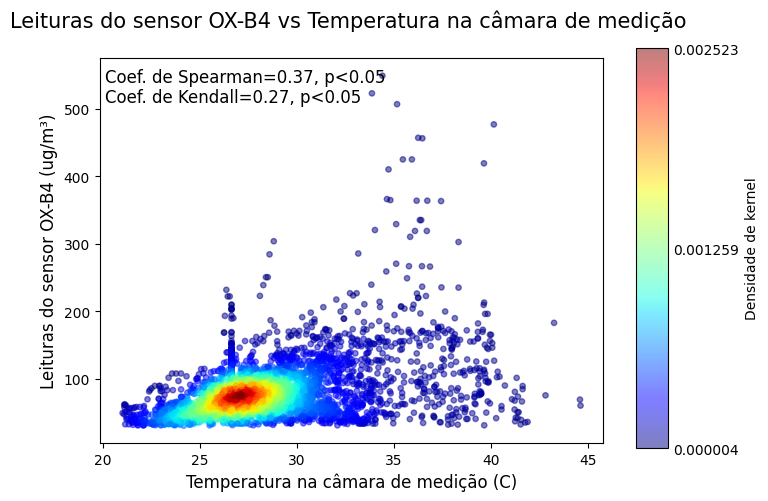 Leituras do sensor OX-B4 vs Temperatura na câmara de medição
Coef. de Spearman=0.37, p<0.05
Coef. de Kendall=0.27, p<0.05
Leituras do sensor OX-B4 (ug/m³)
500
400
300
200
100
20
25
30
35
40
45
Temperatura na câmara de medição (C)
0.002523
0.001259
0.000004
Densidade de kernel